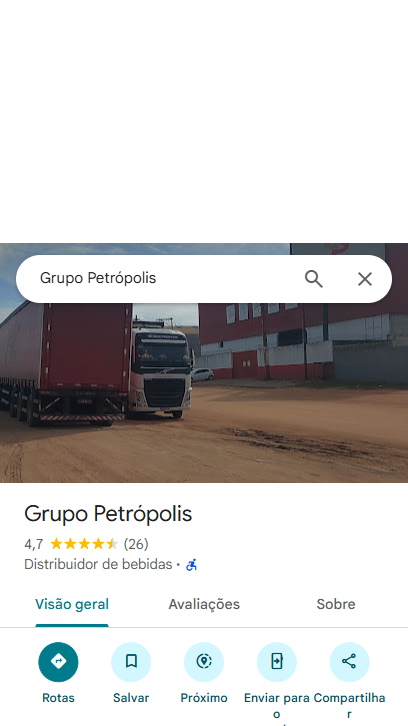 Grupo Petrópolis
Grupo Petrópolis
4,7 (26)
Distribuidor de bebidas ·
Visão geral Avaliações Sobre
Rotas Salvar Próximo Enviar para Compartilha
o r